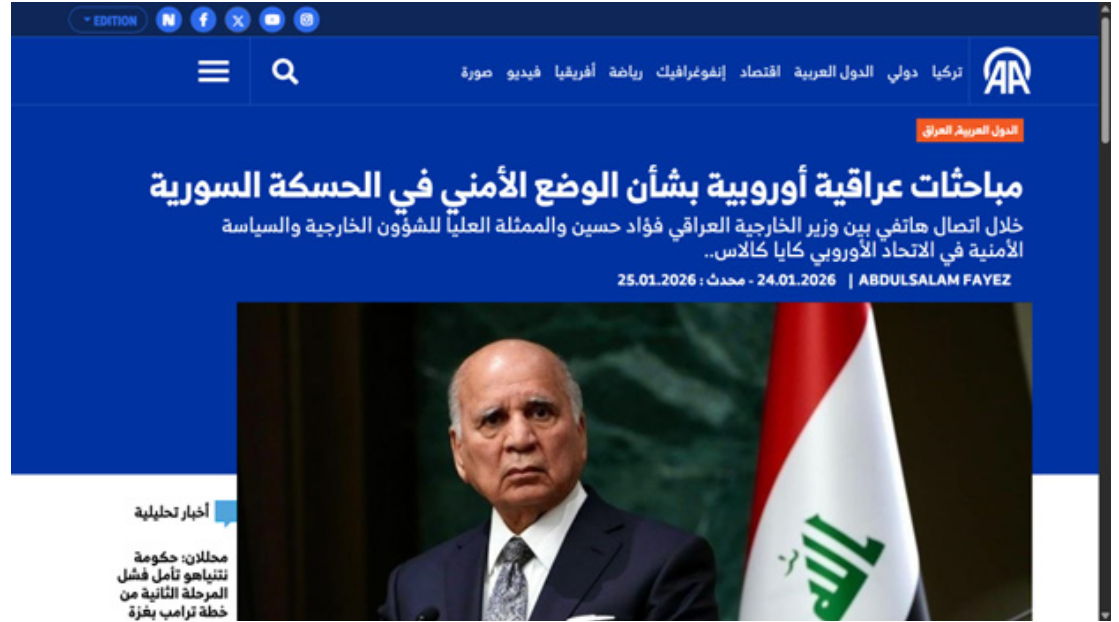 EDITION
تركيا دولي الدول العربية اقتصاد إنفوغرافيك رياضة أفريقيا فيديو صورة
AA
الدول العربية, العراق
مباحثات عراقية أوروبية بشأن الوضع الأمني في الحسكة السورية
خلال اتصال هاتفي بين وزير الخارجية العراقي فؤاد حسين والممثلة العليا للشؤون الخارجية والسياسة
الأمنية في الاتحاد الأوروبي كايا كالاس..
ABDULSALAM FAYEZ | 24.01.2026 - محدث : 25.01.2026
الله
أخبار تحليلية
محللان: حكومة
نتنياهو تأمل فشل
المرحلة الثانية من
خطة ترامب بغزة